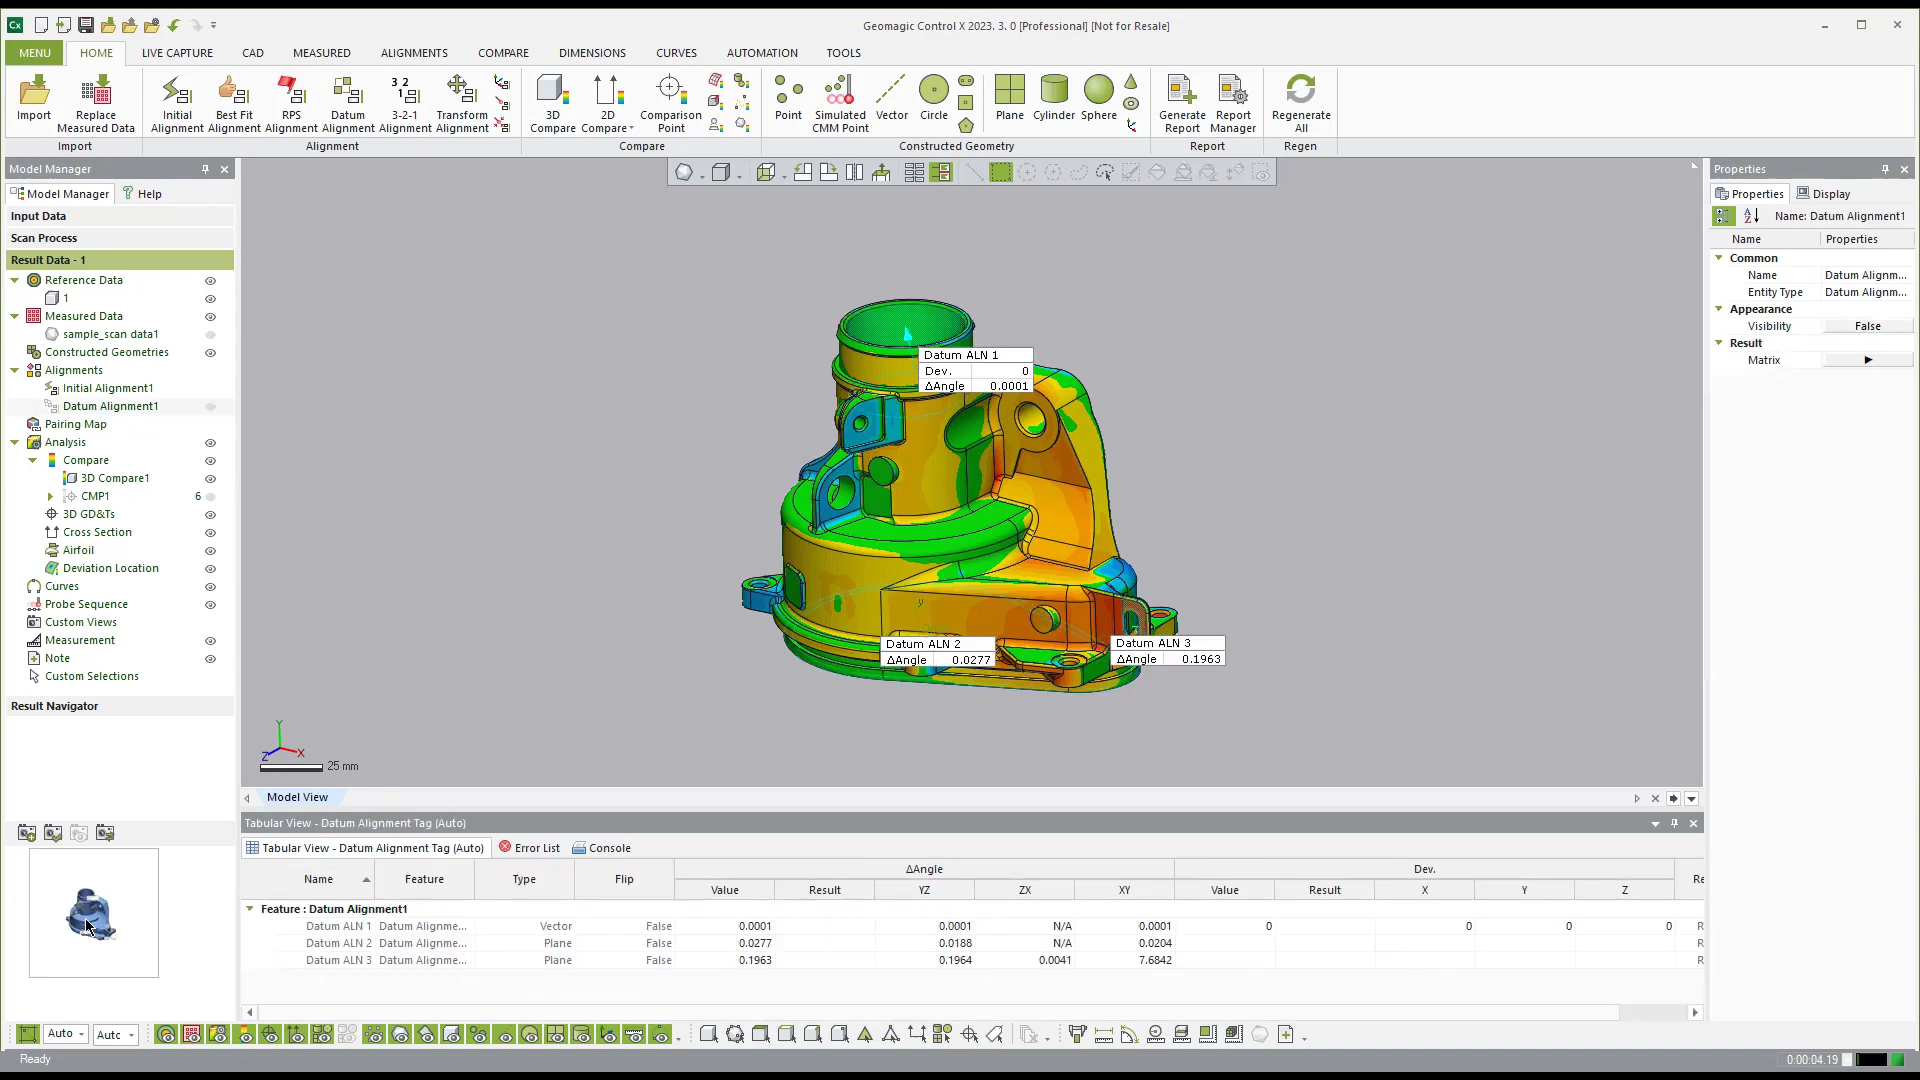 Cx
Geomagic Control X 2023. 3. 0 [Professional] [Not for Resale]
MENU HOME LIVE CAPTURE CAD MEASURED ALIGNMENTS COMPARE DIMENSIONS CURVES AUTOMATION TOOLS
Import Replace Measured Data Initial Alignment Best Fit Alignment RPS Alignment Datum Alignment 3-2-1 Alignment Transform Alignment 3D Compare 2D Compare Comparison Point Point Simulated CMM Point Vector Circle Plane Cylinder Sphere Generate Report Report Manager Regenerate All
Import Alignment Compare Constructed Geometry Report Regen
Model Manager
Model Manager ? Help
Input Data
Scan Process
Result Data - 1
Reference Data
1
Measured Data
sample_scan data1
Constructed Geometries
Alignments
Initial Alignment1
Datum Alignment1
Pairing Map
Analysis
Compare
3D Compare1
CMP1 6
3D GD&Ts
Cross Section
Airfoil
Deviation Location
Curves
Probe Sequence
Custom Views
Measurement
Note
Custom Selections
Result Navigator
Datum ALN 1
Dev. 0
ΔAngle 0.0001
y
Datum ALN 2
ΔAngle 0.0277
Datum ALN 3
ΔAngle 0.1963
Y
Z X
25 mm
Model View
Properties
Properties Display
Name: Datum Alignment1
Name Properties
Common
Name Datum Alignm...
Entity Type Datum Alignm...
Appearance
Visibility False
Result
Matrix
Tabular View - Datum Alignment Tag (Auto)
Tabular View - Datum Alignment Tag (Auto) Error List Console
Name Feature Type Flip ΔAngle Dev. Re
Value Result YZ ZX XY Value Result X Y Z
Feature : Datum Alignment1
Datum ALN 1 Datum Alignme... Vector False 0.0001 0.0001 N/A 0.0001 0 0 0 0 R
Datum ALN 2 Datum Alignme... Plane False 0.0277 0.0188 N/A 0.0204 R
Datum ALN 3 Datum Alignme... Plane False 0.1963 0.1964 0.0041 7.6842 R
Auto Auto
Ready
0:00:04.19